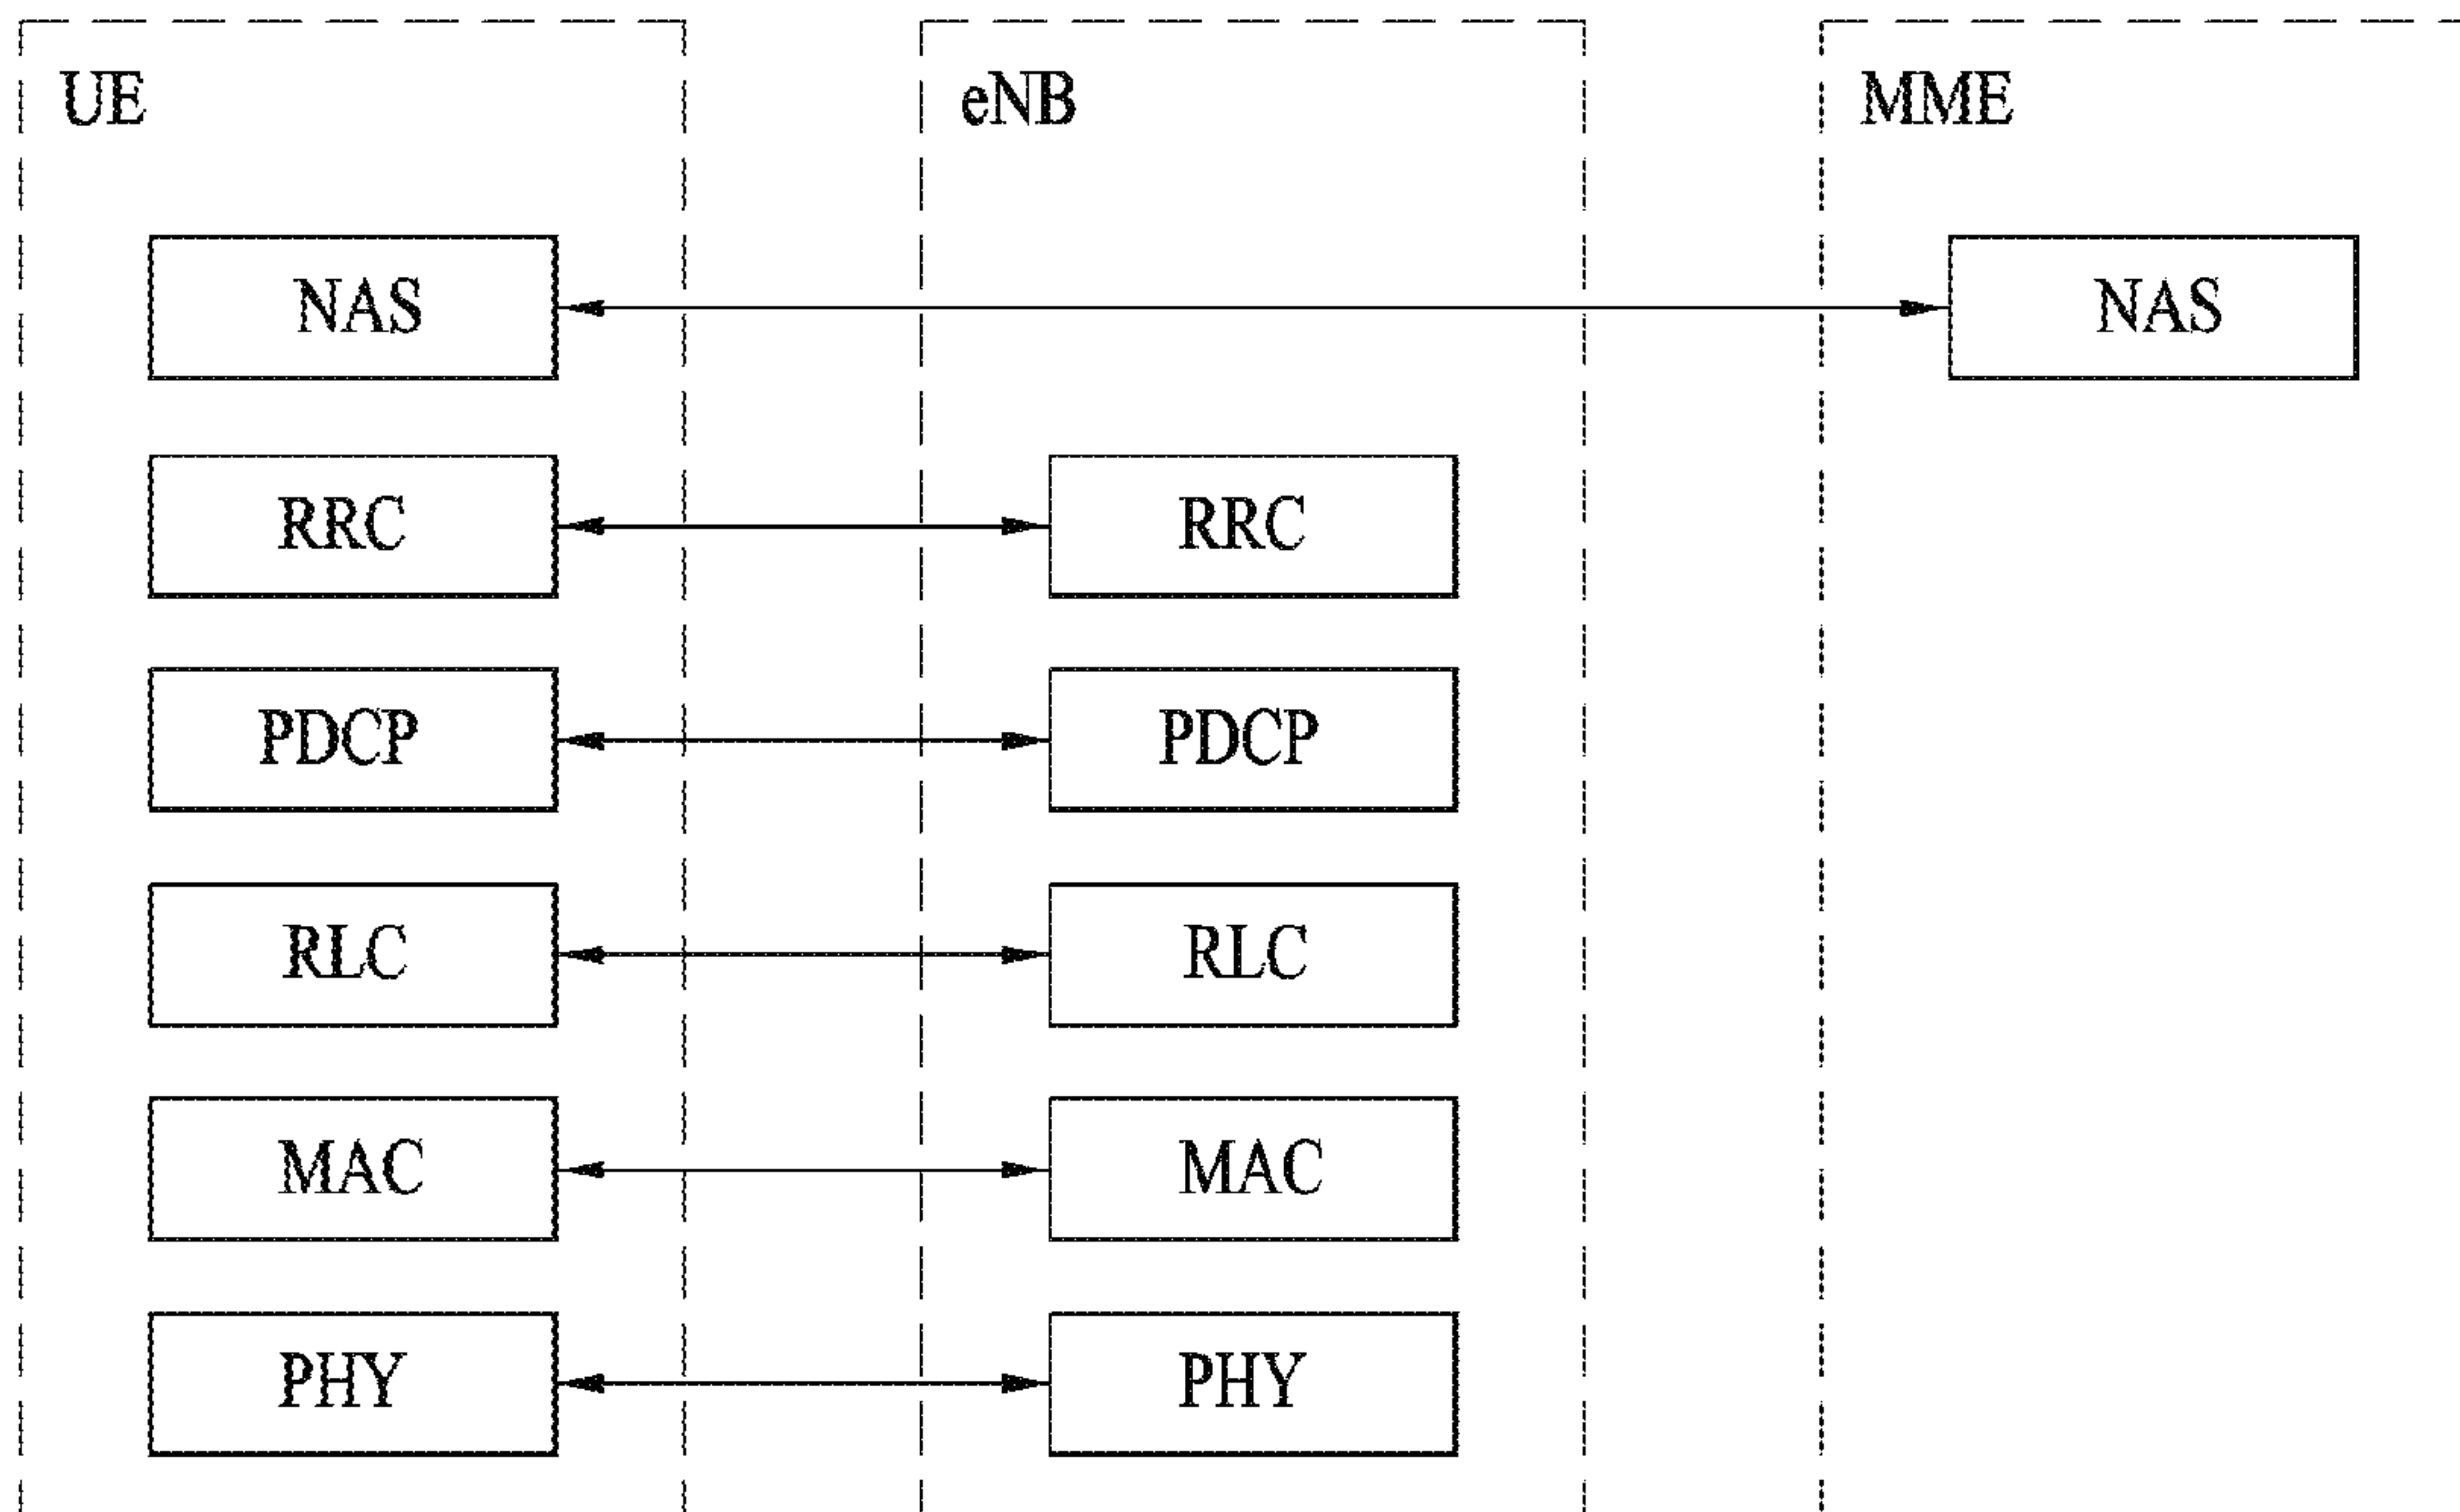 UE eNB MME
NAS NAS
RRC RRC
PDCP PDCP
RLC RLC
MAC MAC
PHY PHY